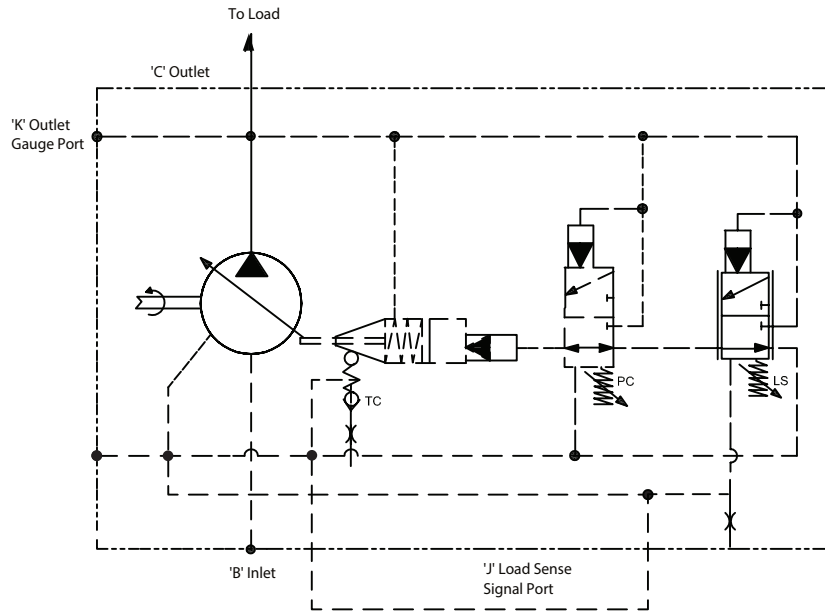 To Load
'C' Outlet
'K' Outlet
Gauge Port
PC
LS
TC
'B' Inlet
'J' Load Sense
Signal Port